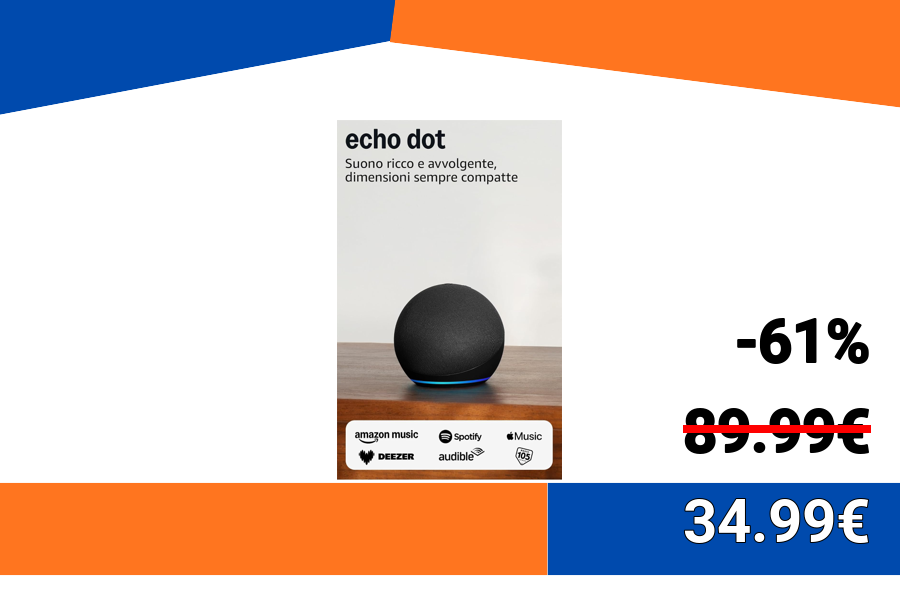 echo dot
Suono ricco e avvolgente,
dimensioni sempre compatte
amazon music
Spotify
Music
DEEZER
audible
105
-61%
89.99€
34.99€